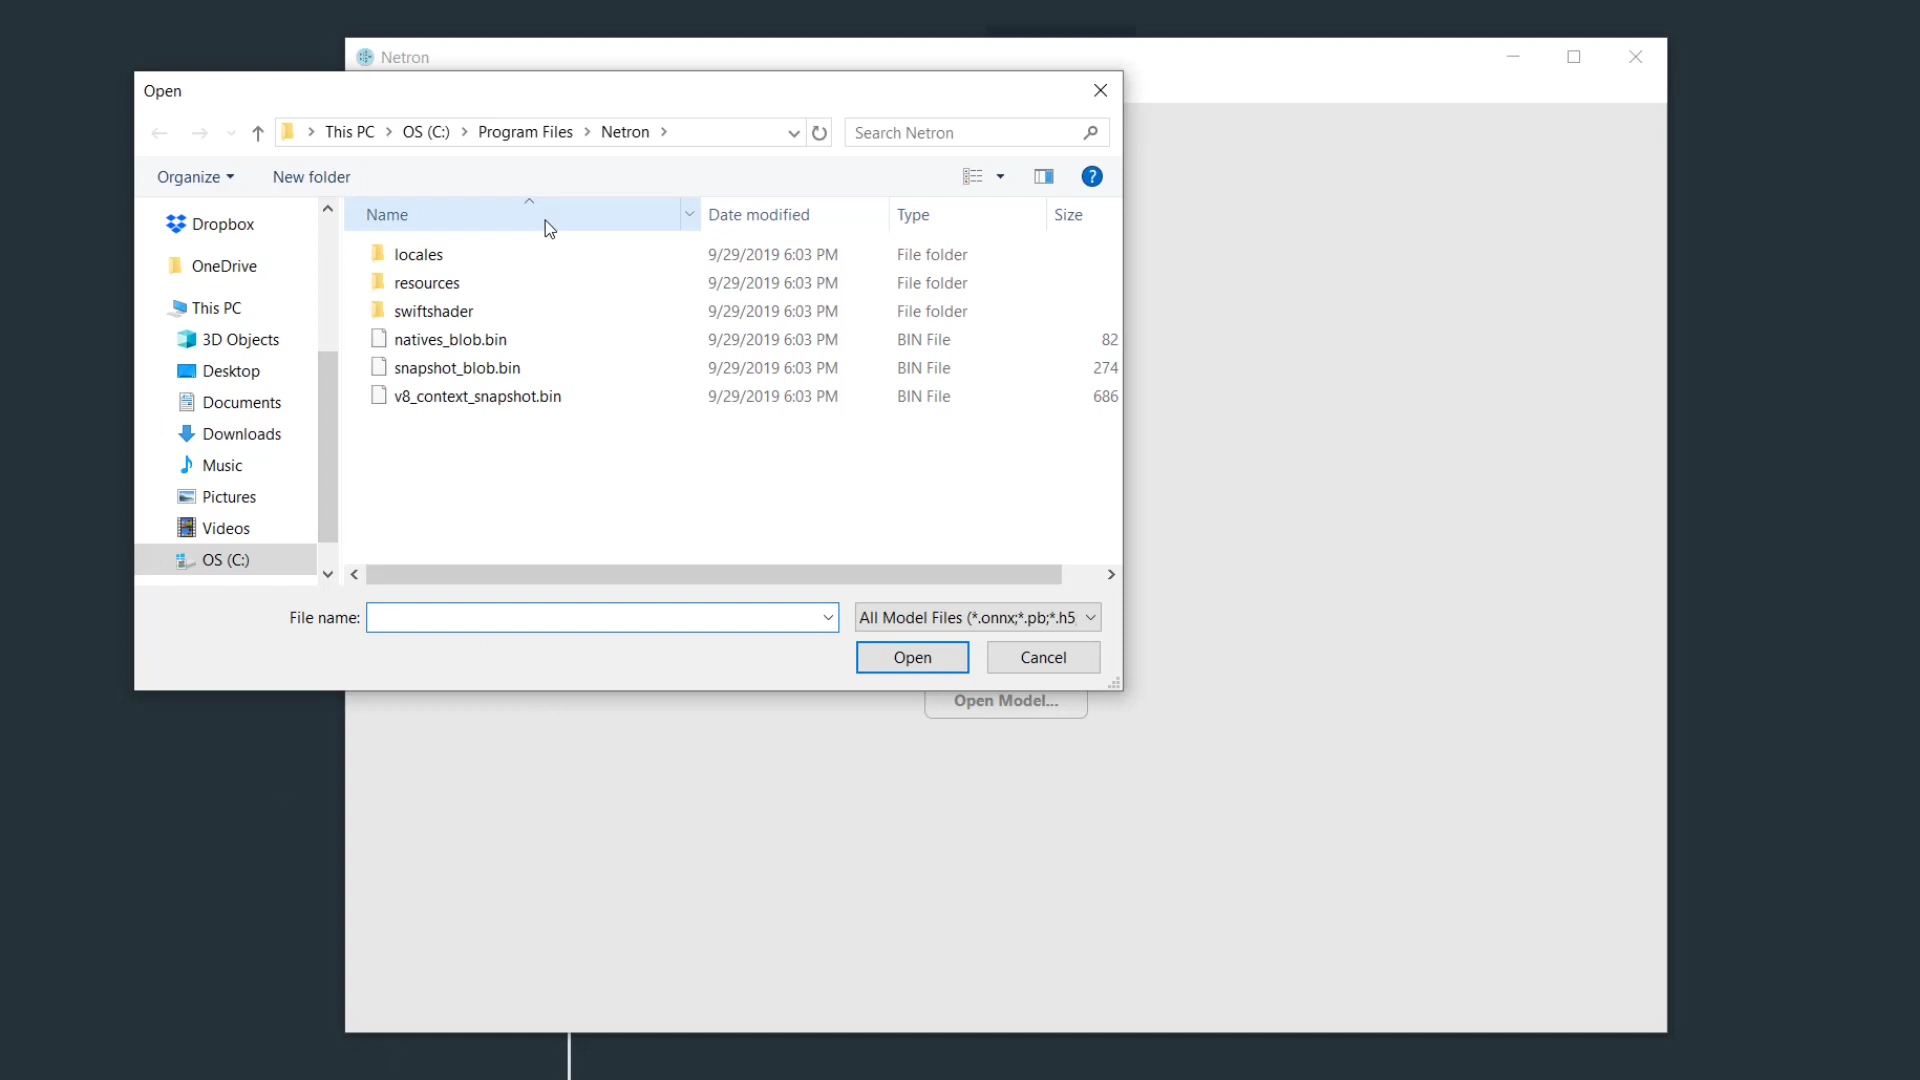 Netron
Open
This PC OS (C:) Program Files Netron
Search Netron
Organize New folder
?
Name Date modified Type Size
Dropbox
OneDrive
This PC
3D Objects
Desktop
Documents
Downloads
Music
Pictures
Videos
OS (C:)
locales 9/29/2019 6:03 PM File folder
resources 9/29/2019 6:03 PM File folder
swiftshader 9/29/2019 6:03 PM File folder
natives_blob.bin 9/29/2019 6:03 PM BIN File 82
snapshot_blob.bin 9/29/2019 6:03 PM BIN File 274
v8_context_snapshot.bin 9/29/2019 6:03 PM BIN File 686
File name:
All Model Files (*.onnx;*.pb;*.h5
Open Cancel
Open Model...